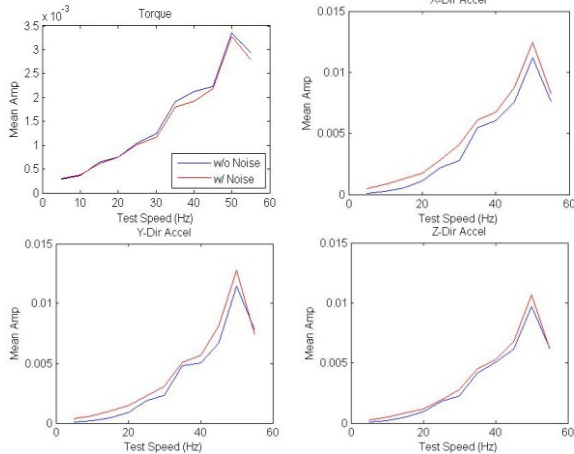 x 10⁻³
Torque
3.5
3
2.5
2
1.5
1
0.5
0
Mean Amp
0 10 20 30 40 50 60
Test Speed (Hz)
w/o Noise
w/ Noise
X-Dir Accel
0.015
0.01
0.005
0
Mean Amp
0 20 40 60
Test Speed (Hz)
Y-Dir Accel
0.015
0.01
0.005
0
Mean Amp
0 20 40 60
Test Speed (Hz)
Z-Dir Accel
0.015
0.01
0.005
0
Mean Amp
0 20 40 60
Test Speed (Hz)